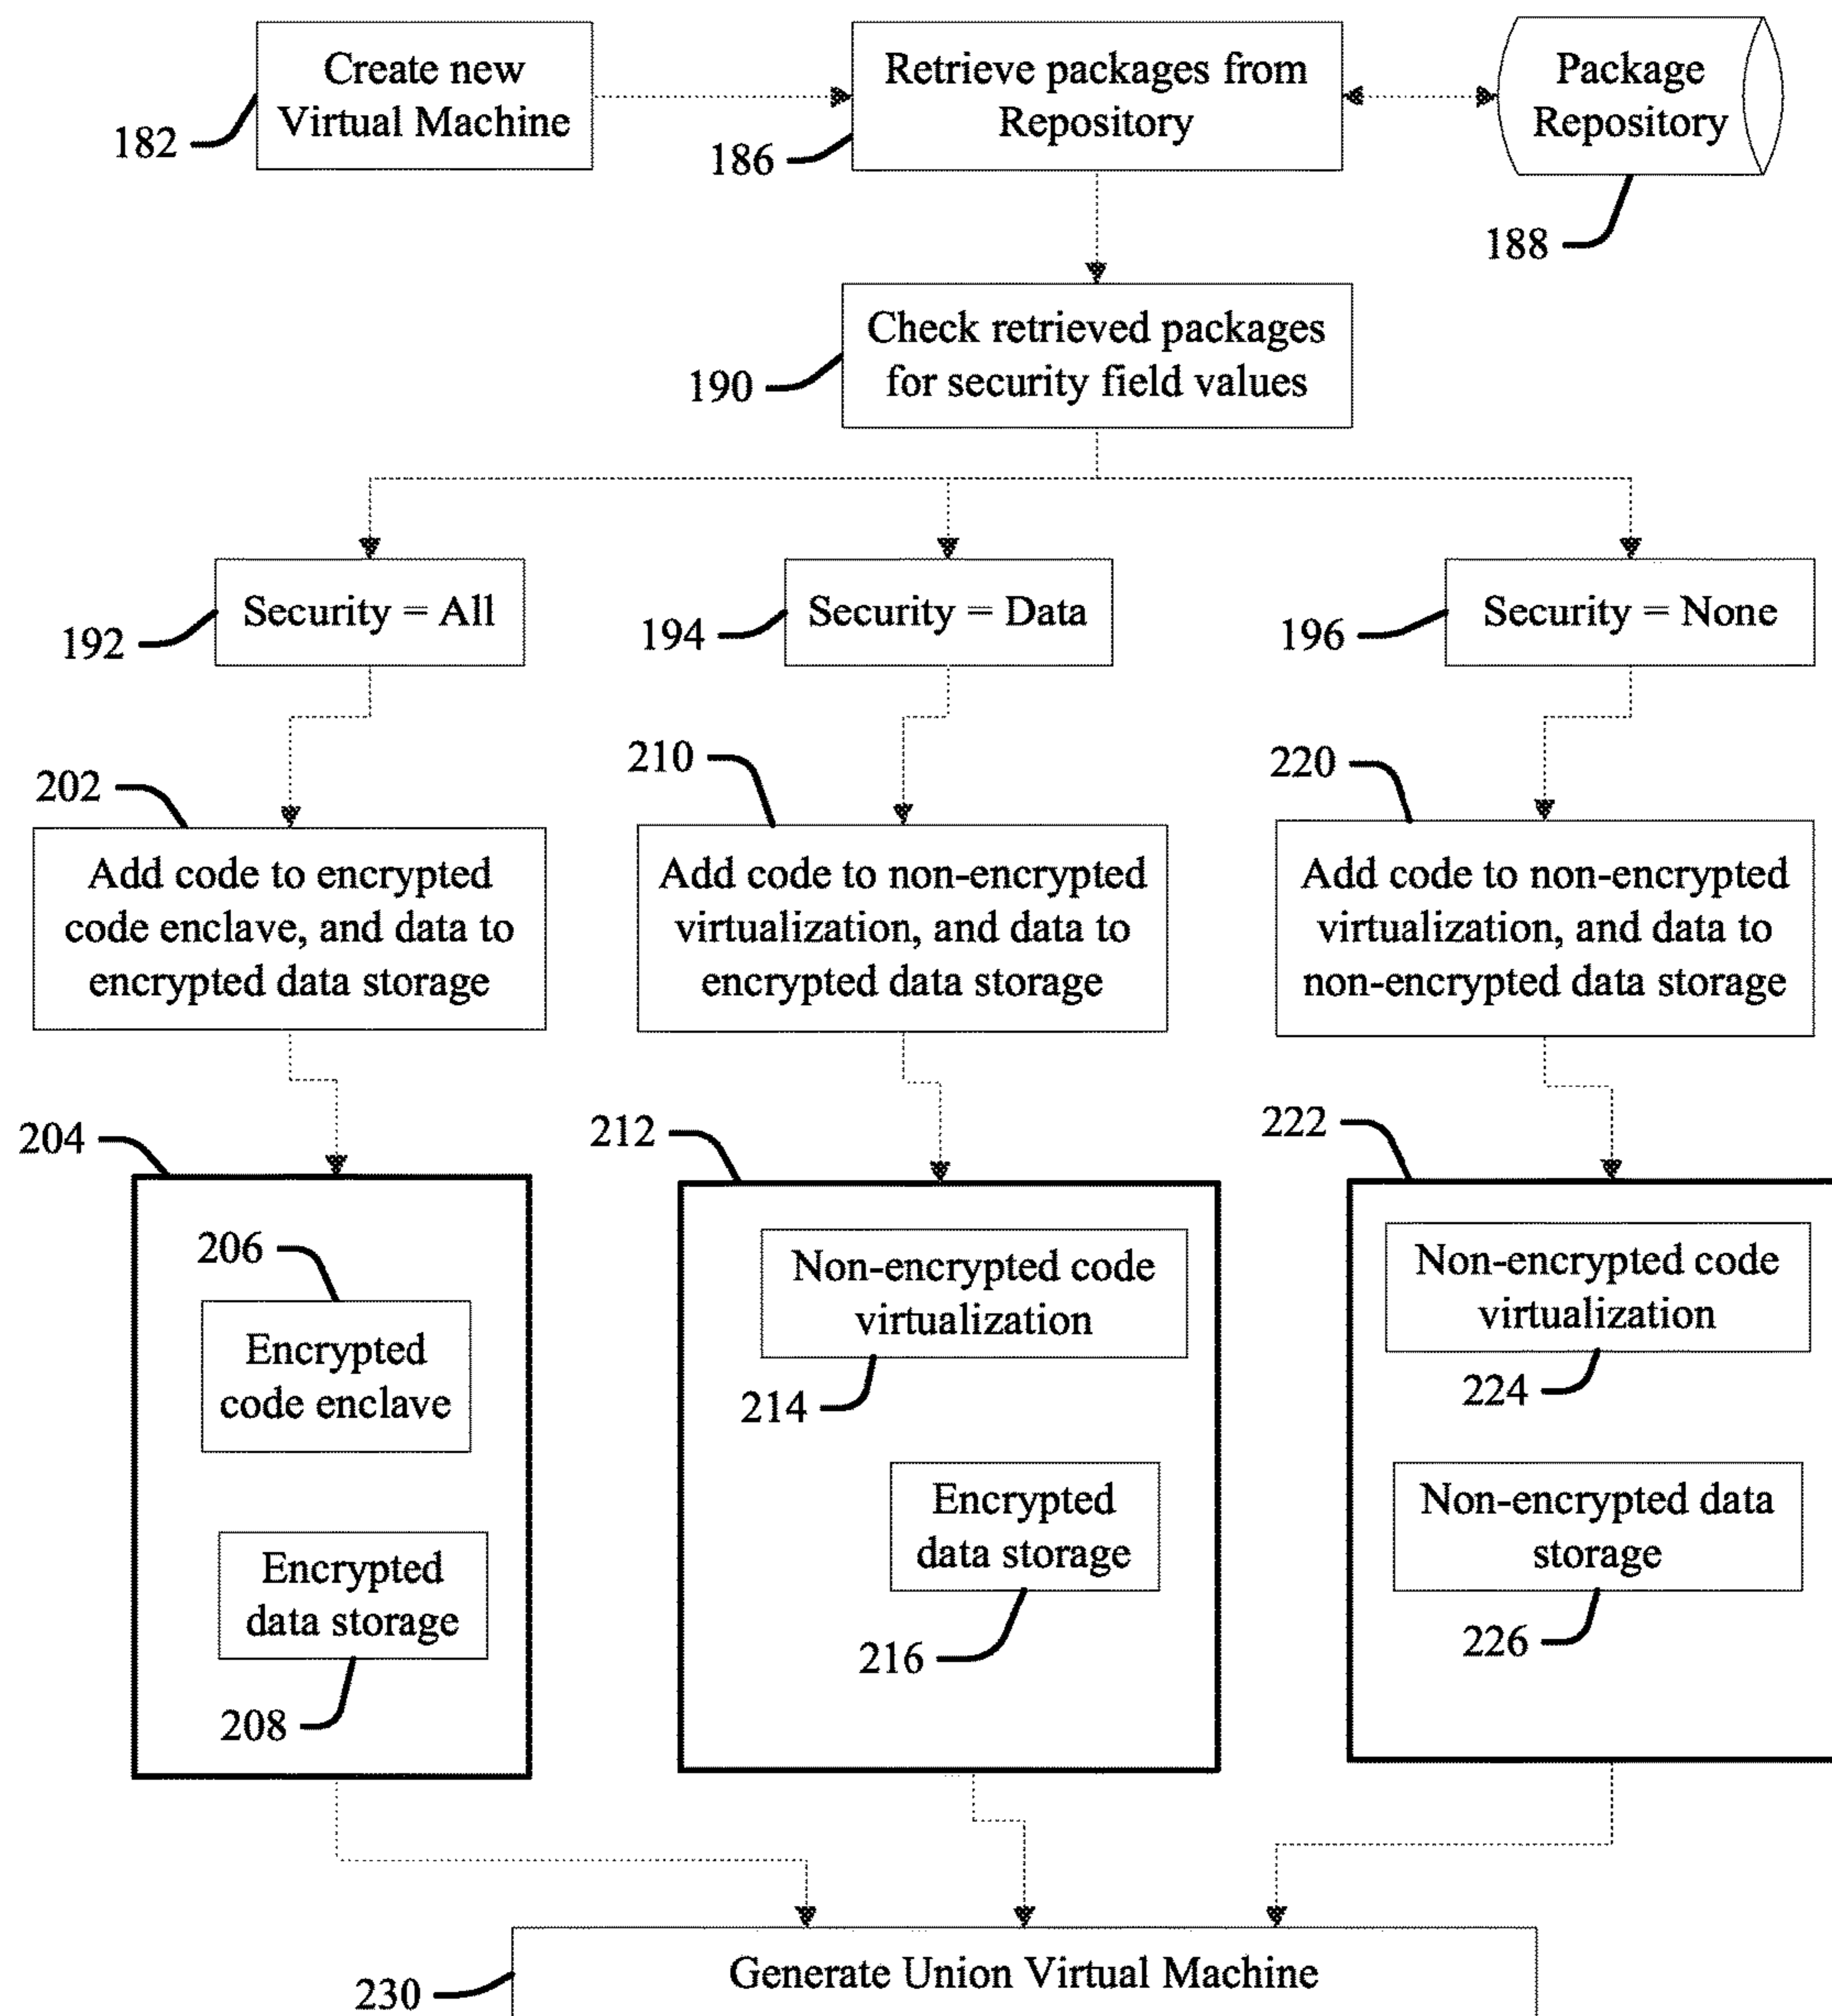 Create new
Virtual Machine
182
Retrieve packages from
Repository
186
Package
Repository
188
Check retrieved packages
for security field values
190
Security = All
192
Security = Data
194
Security = None
196
202
Add code to encrypted
code enclave, and data to
encrypted data storage
210
Add code to non-encrypted
virtualization, and data to
encrypted data storage
220
Add code to non-encrypted
virtualization, and data to
non-encrypted data storage
204
206
Encrypted
code enclave
Encrypted
data storage
208
212
Non-encrypted code
virtualization
214
Encrypted
data storage
216
222
Non-encrypted code
virtualization
224
Non-encrypted data
storage
226
Generate Union Virtual Machine
230